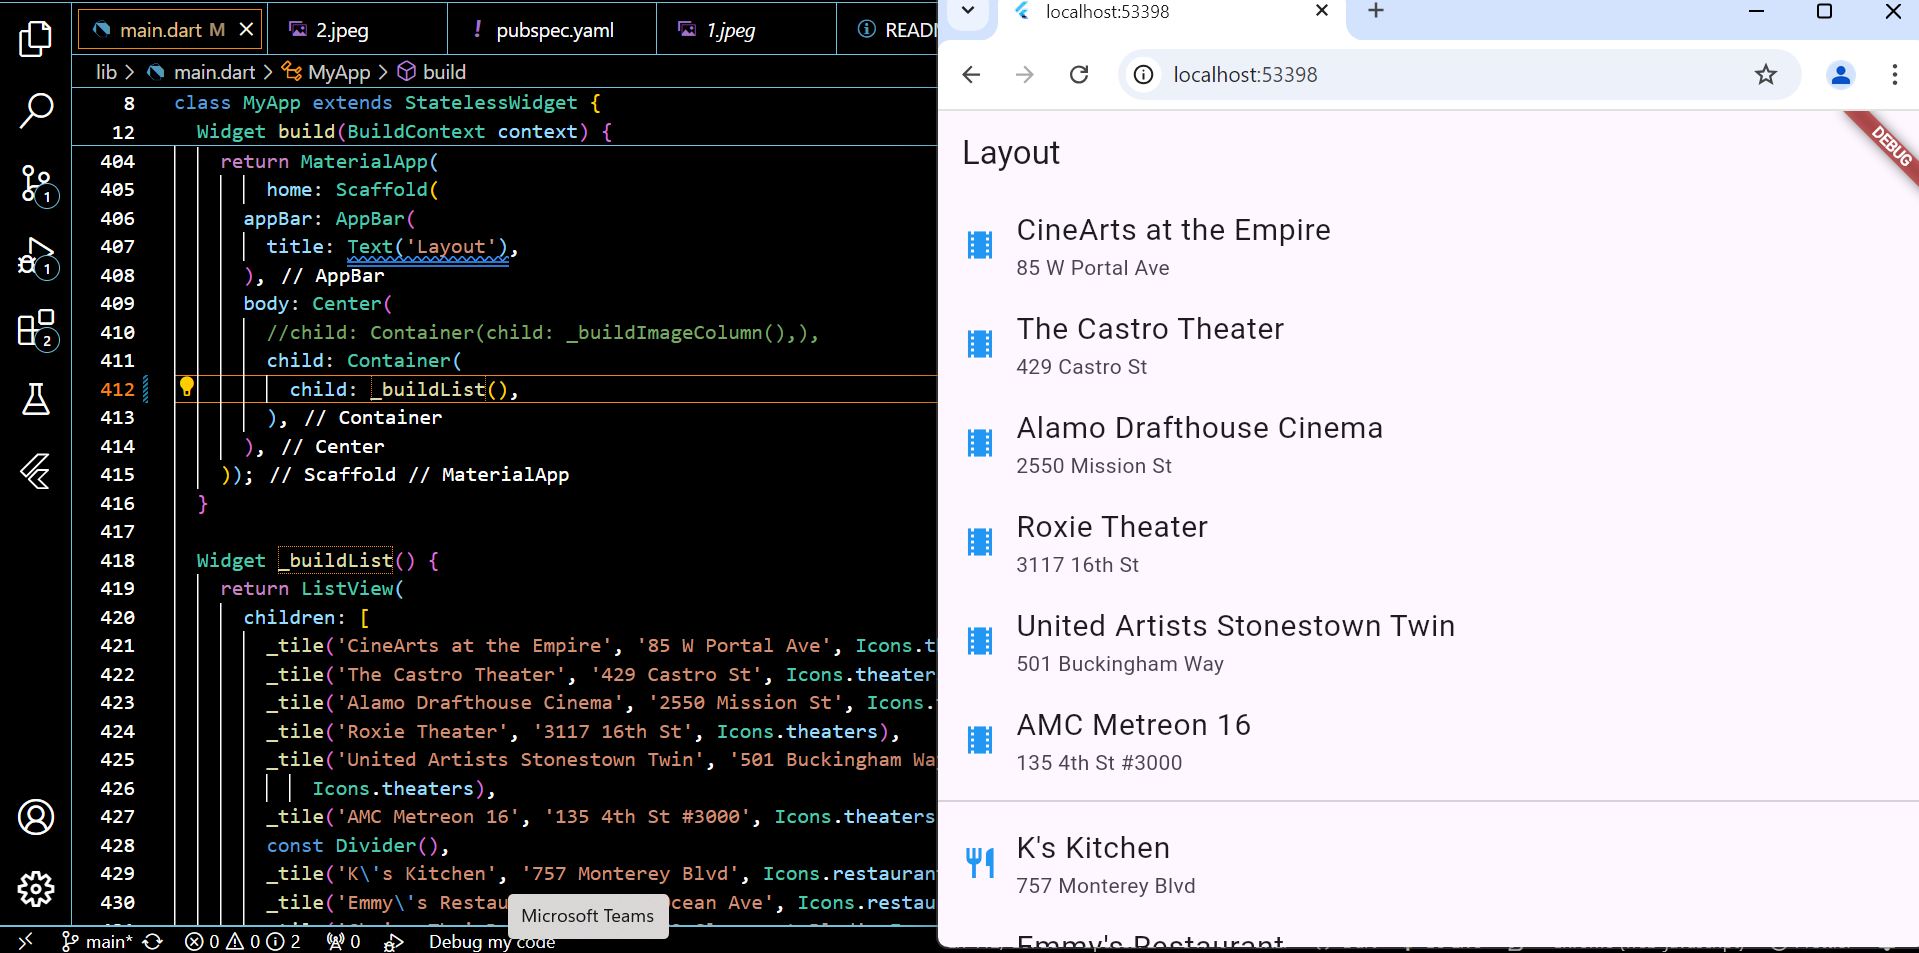 main.dart M
2.jpeg
! pubspec.yaml
1.jpeg
READ
lib > main.dart > MyApp > build
8 class MyApp extends StatelessWidget {
12 Widget build(BuildContext context) {
404 return MaterialApp(
405 home: Scaffold(
406 appBar: AppBar(
407 title: Text('Layout'),
408 ), // AppBar
409 body: Center(
410 //child: Container(child: _buildImageColumn(),),
411 child: Container(
412 child: _buildList(),
413 ), // Container
414 ), // Center
415 )); // Scaffold // MaterialApp
416 }
417
418 Widget _buildList() {
419 return ListView(
420 children: [
421 _tile('CineArts at the Empire', '85 W Portal Ave', Icons.t
422 _tile('The Castro Theater', '429 Castro St', Icons.theater
423 _tile('Alamo Drafthouse Cinema', '2550 Mission St', Icons.
424 _tile('Roxie Theater', '3117 16th St', Icons.theaters),
425 _tile('United Artists Stonestown Twin', '501 Buckingham Wa
426 Icons.theaters),
427 _tile('AMC Metreon 16', '135 4th St #3000', Icons.theaters
428 const Divider(),
429 _tile('K\'s Kitchen', '757 Monterey Blvd', Icons.restauran
430 _tile('Emmy\'s Restau cean Ave', Icons.restau
Microsoft Teams
1
1
2
main* 0 0 2 0 Debug my code
localhost:53398
localhost:53398
DEBUG
Layout
CineArts at the Empire
85 W Portal Ave
The Castro Theater
429 Castro St
Alamo Drafthouse Cinema
2550 Mission St
Roxie Theater
3117 16th St
United Artists Stonestown Twin
501 Buckingham Way
AMC Metreon 16
135 4th St #3000
K's Kitchen
757 Monterey Blvd
Emmy's Restaurant